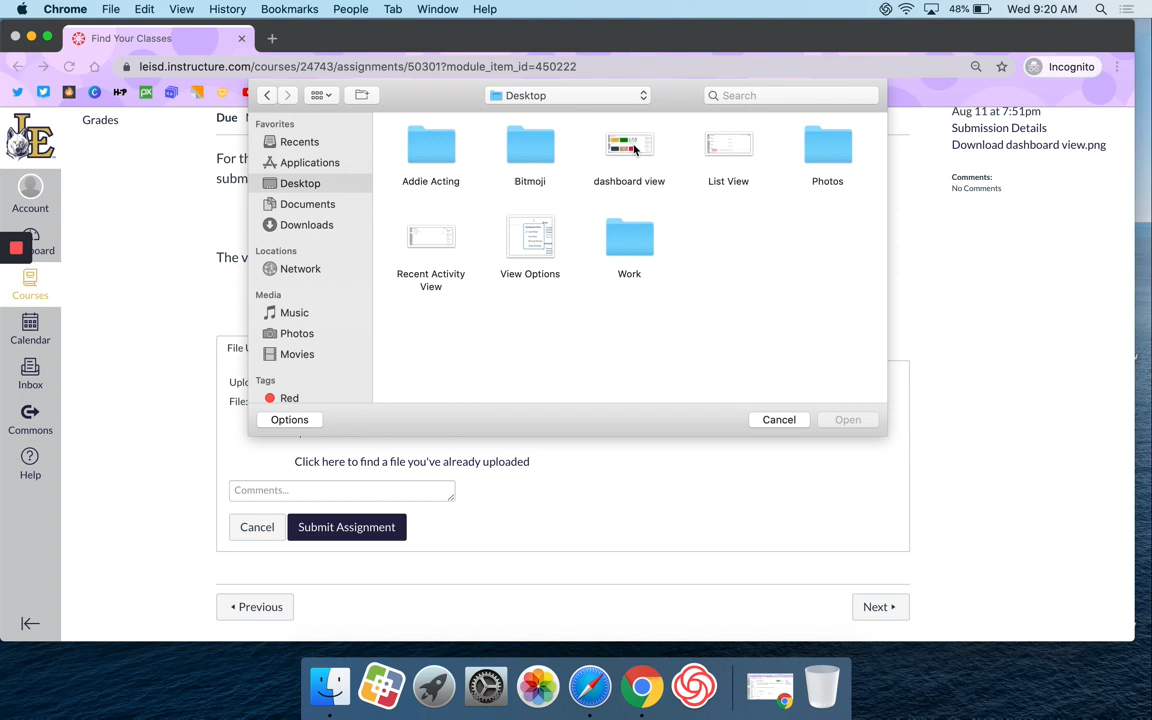 Chrome File Edit View History Bookmarks People Tab Window Help 48% Wed 9:20 AM
Find Your Classes
leisd.instructure.com/courses/24743/assignments/50301?module_item_id=450222 Incognito
Desktop Search
LE
Grades
Due
Aug 11 at 7:51pm
Submission Details
Download dashboard view.png
Comments:
No Comments
For th
subm
The v
Account
board
Courses
Calendar
Inbox
Commons
Help
Favorites
Recents
Applications
Desktop
Documents
Downloads
Locations
Network
Media
Music
Photos
Movies
Tags
Red
Addie Acting Bitmoji dashboard view List View Photos
Recent Activity View Options Work
View
Options Cancel Open
File U
Uplo
File:
Click here to find a file you've already uploaded
Comments...
Cancel Submit Assignment
Previous Next